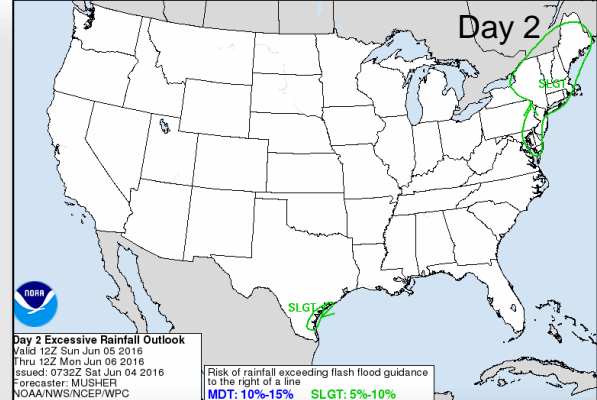 Day 2
SLGT
SLGT
NOAA
Day 2 Excessive Rainfall Outlook
Valid 12Z Sun Jun 05 2016
Thru 12Z Mon Jun 06 2016
Issued: 0732Z Sat Jun 04 2016
Forecaster: MUSHER
NOAA/NWS/NCEP/WPC
Risk of rainfall exceeding flash flood guidance
to the right of a line
MDT: 10%-15% SLGT: 5%-10%